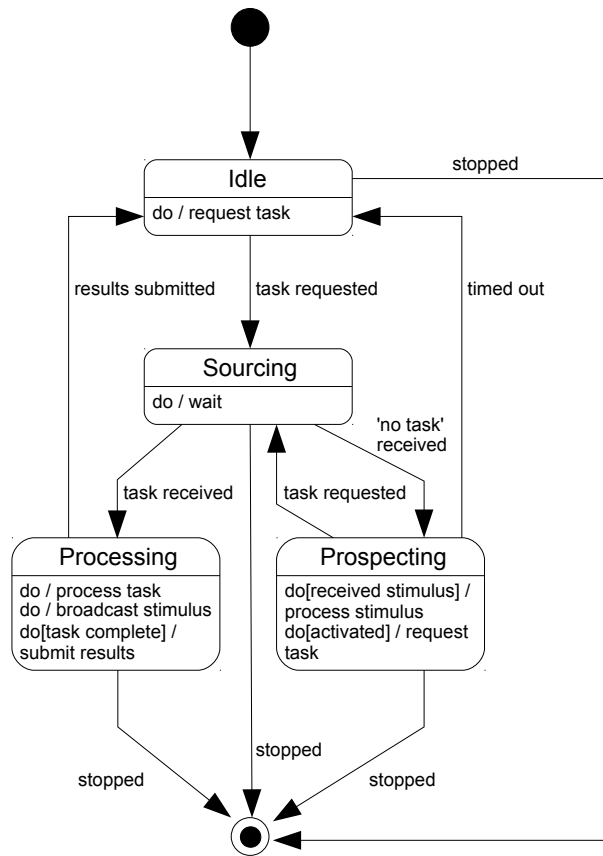 stopped
Idle
do / request task
results submitted
task requested
timed out
Sourcing
do / wait
'no task'
received
task received
task requested
Processing
do / process task
do / broadcast stimulus
do[task complete] /
submit results
Prospecting
do[received stimulus] /
process stimulus
do[activated] / request
task
stopped
stopped
stopped